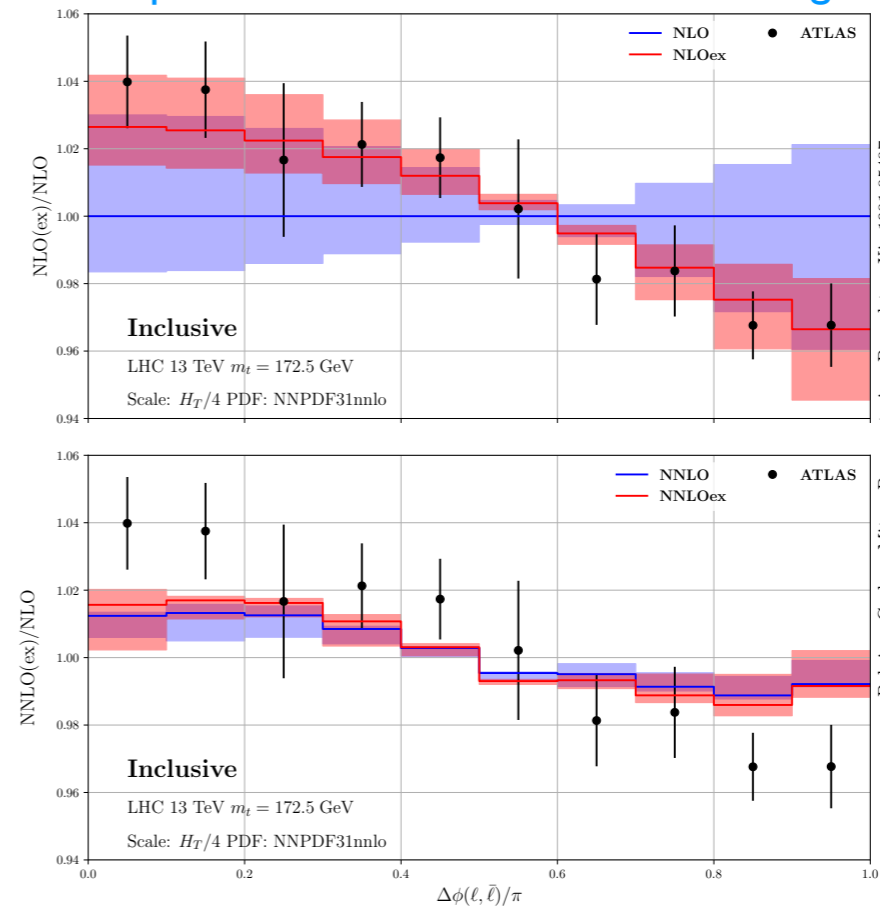 1.06
1.04
1.02
1.00
0.98
0.96
0.94
NLO(ex)/NLO
NLO
NLOex
ATLAS
Inclusive
LHC 13 TeV m_t = 172.5 GeV
Scale: H_T/4 PDF: NNPDF31nnlo
1.06
1.04
1.02
1.00
0.98
0.96
0.94
NNLO(ex)/NLO
NNLO
NNLOex
ATLAS
Inclusive
LHC 13 TeV m_t = 172.5 GeV
Scale: H_T/4 PDF: NNPDF31nnlo
0.0 0.2 0.4 0.6 0.8 1.0
Δϕ(ℓ, ℓ̄)/π